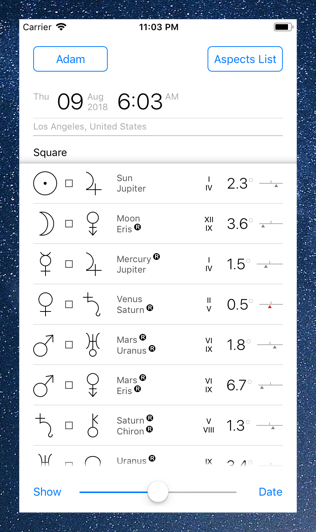 Carrier 11:03 PM
Adam Aspects List
Thu 09 Aug 2018 6:03 AM
Los Angeles, United States
Square
Sun Jupiter I IV 2.3°
Moon Eris R XII IX 3.6°
Mercury R Jupiter I IV 1.5°
Venus Saturn R II V 0.5°
Mars R Uranus R VI IX 1.8°
Mars R Eris R VI IX 6.7°
Saturn R Chiron R V VIII 1.3°
Uranus R IX
Show Date